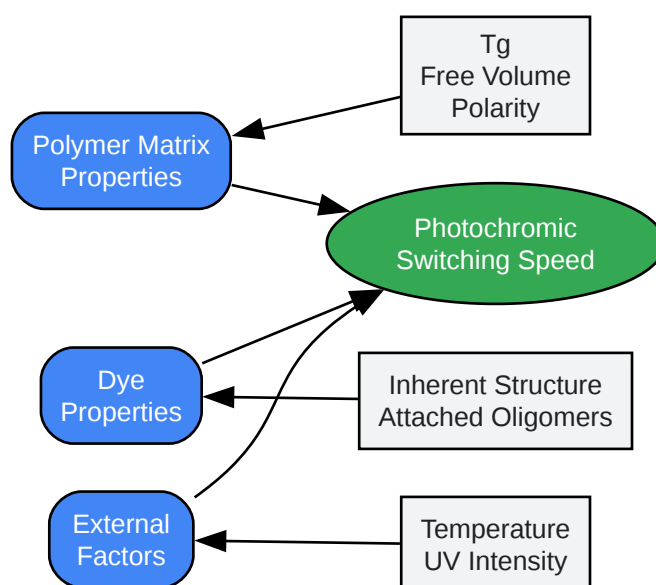 Tg
Free Volume
Polarity
Polymer Matrix
Properties
Photochromic
Switching Speed
Dye
Properties
Inherent Structure
Attached Oligomers
External
Factors
Temperature
UV Intensity